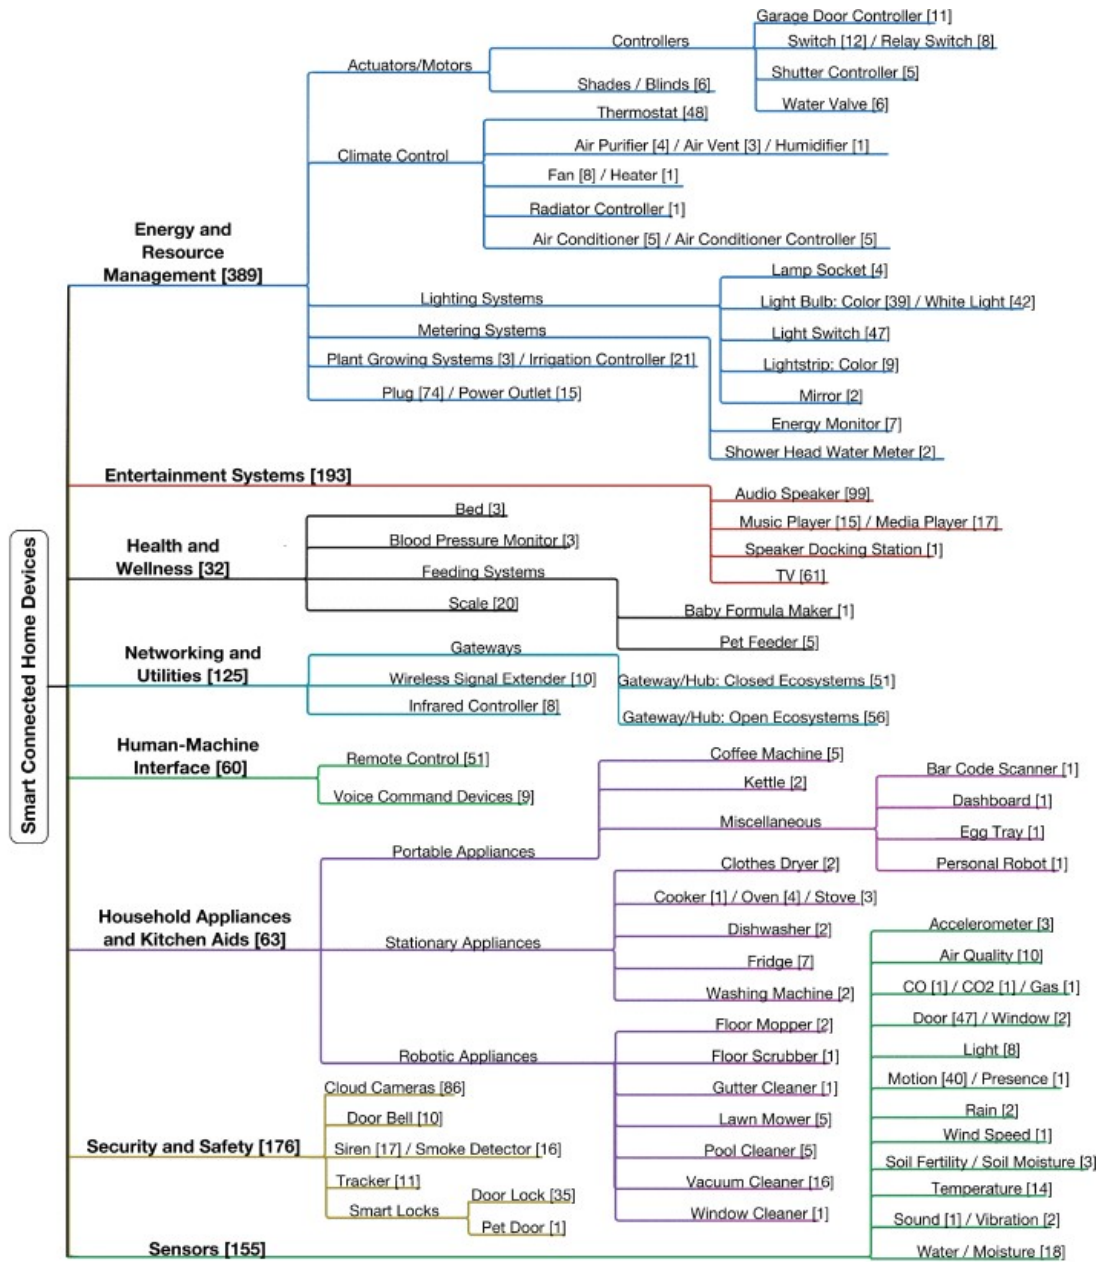 Smart Connected Home Devices
Energy and
Resource
Management [389]
Actuators/Motors
Controllers
Garage Door Controller [11]
Switch [12] / Relay Switch [8]
Shutter Controller [5]
Water Valve [6]
Shades / Blinds [6]
Climate Control
Thermostat [48]
Air Purifier [4] / Air Vent [3] / Humidifier [1]
Fan [8] / Heater [1]
Radiator Controller [1]
Air Conditioner [5] / Air Conditioner Controller [5]
Lighting Systems
Lamp Socket [4]
Light Bulb: Color [39] / White Light [42]
Light Switch [47]
Lightstrip: Color [9]
Mirror [2]
Metering Systems
Energy Monitor [7]
Shower Head Water Meter [2]
Plant Growing Systems [3] / Irrigation Controller [21]
Plug [74] / Power Outlet [15]
Entertainment Systems [193]
Audio Speaker [99]
Music Player [15] / Media Player [17]
Speaker Docking Station [1]
TV [61]
Health and
Wellness [32]
Bed [3]
Blood Pressure Monitor [3]
Feeding Systems
Baby Formula Maker [1]
Pet Feeder [5]
Scale [20]
Networking and
Utilities [125]
Gateways
Gateway/Hub: Closed Ecosystems [51]
Gateway/Hub: Open Ecosystems [56]
Wireless Signal Extender [10]
Infrared Controller [8]
Human-Machine
Interface [60]
Remote Control [51]
Voice Command Devices [9]
Household Appliances
and Kitchen Aids [63]
Portable Appliances
Coffee Machine [5]
Kettle [2]
Miscellaneous
Bar Code Scanner [1]
Dashboard [1]
Egg Tray [1]
Personal Robot [1]
Stationary Appliances
Clothes Dryer [2]
Cooker [1] / Oven [4] / Stove [3]
Dishwasher [2]
Fridge [7]
Washing Machine [2]
Robotic Appliances
Floor Mopper [2]
Floor Scrubber [1]
Gutter Cleaner [1]
Lawn Mower [5]
Pool Cleaner [5]
Vacuum Cleaner [16]
Window Cleaner [1]
Security and Safety [176]
Cloud Cameras [86]
Door Bell [10]
Siren [17] / Smoke Detector [16]
Tracker [11]
Smart Locks
Door Lock [35]
Pet Door [1]
Sensors [155]
Accelerometer [3]
Air Quality [10]
CO [1] / CO2 [1] / Gas [1]
Door [47] / Window [2]
Light [8]
Motion [40] / Presence [1]
Rain [2]
Wind Speed [1]
Soil Fertility / Soil Moisture [3]
Temperature [14]
Sound [1] / Vibration [2]
Water / Moisture [18]